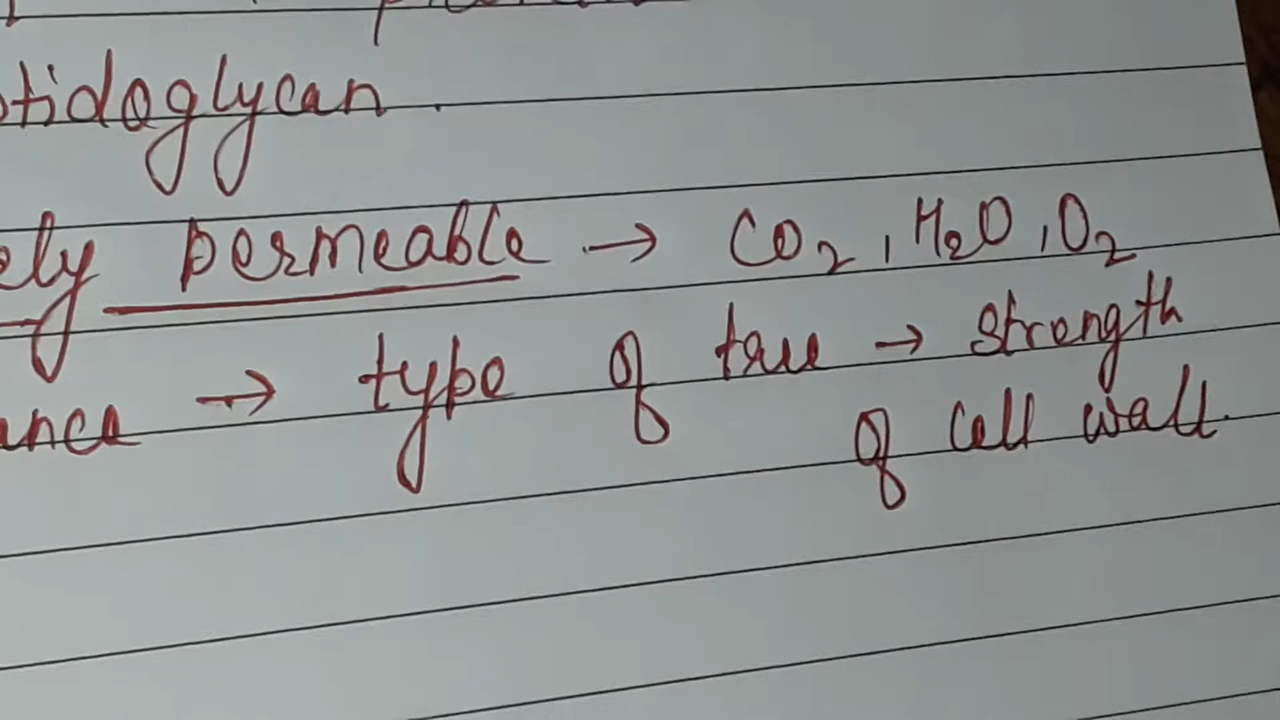 tidoglycan.
ely permeable → CO₂, H₂O, O₂
ance → type of tree → strength
of cell wall.